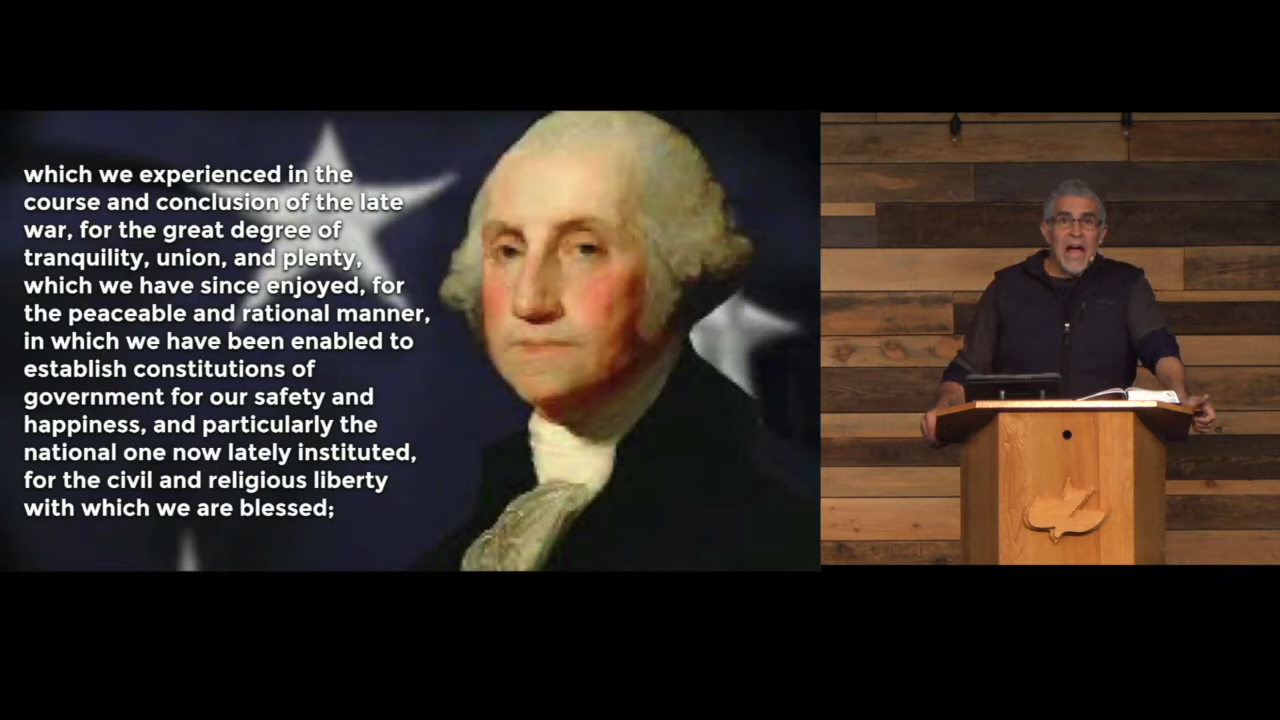 which we experienced in the
course and conclusion of the late
war, for the great degree of
tranquility, union, and plenty,
which we have since enjoyed, for
the peaceable and rational manner,
in which we have been enabled to
establish constitutions of
government for our safety and
happiness, and particularly the
national one now lately instituted,
for the civil and religious liberty
with which we are blessed;